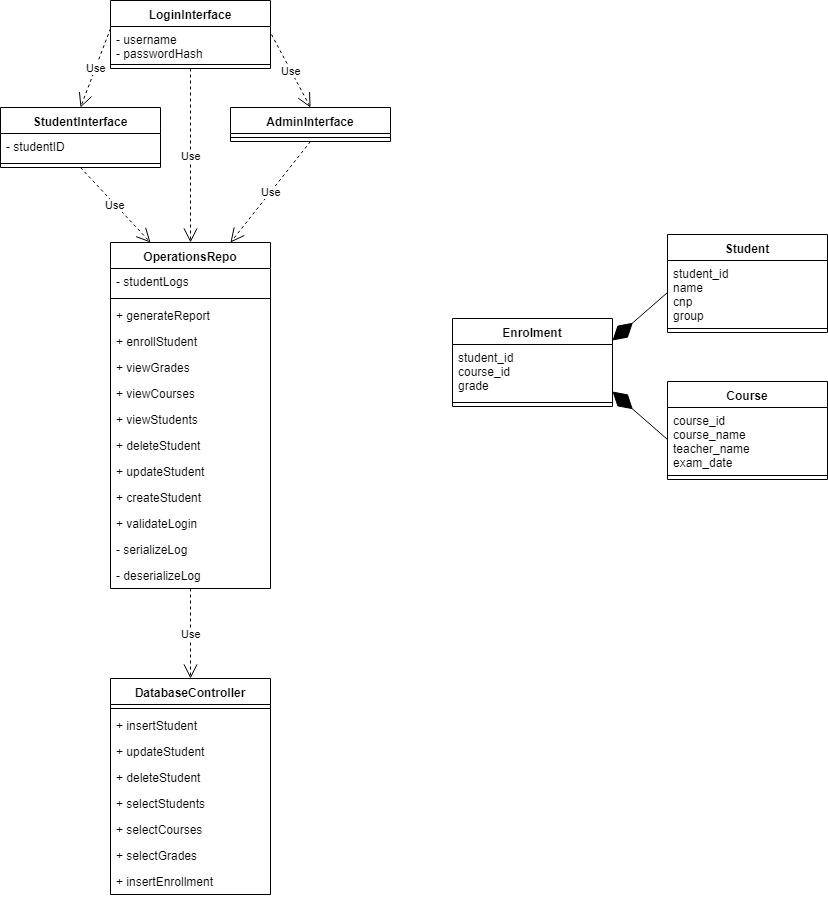 LoginInterface
- username
- passwordHash
Use
Use
StudentInterface
- studentID
AdminInterface
Use
Use
Use
OperationsRepo
- studentLogs
+ generateReport
+ enrollStudent
+ viewGrades
+ viewCourses
+ viewStudents
+ deleteStudent
+ updateStudent
+ createStudent
+ validateLogin
- serializeLog
- deserializeLog
Use
DatabaseController
+ insertStudent
+ updateStudent
+ deleteStudent
+ selectStudents
+ selectCourses
+ selectGrades
+ insertEnrollment
Enrolment
student_id
course_id
grade
Student
student_id
name
cnp
group
Course
course_id
course_name
teacher_name
exam_date